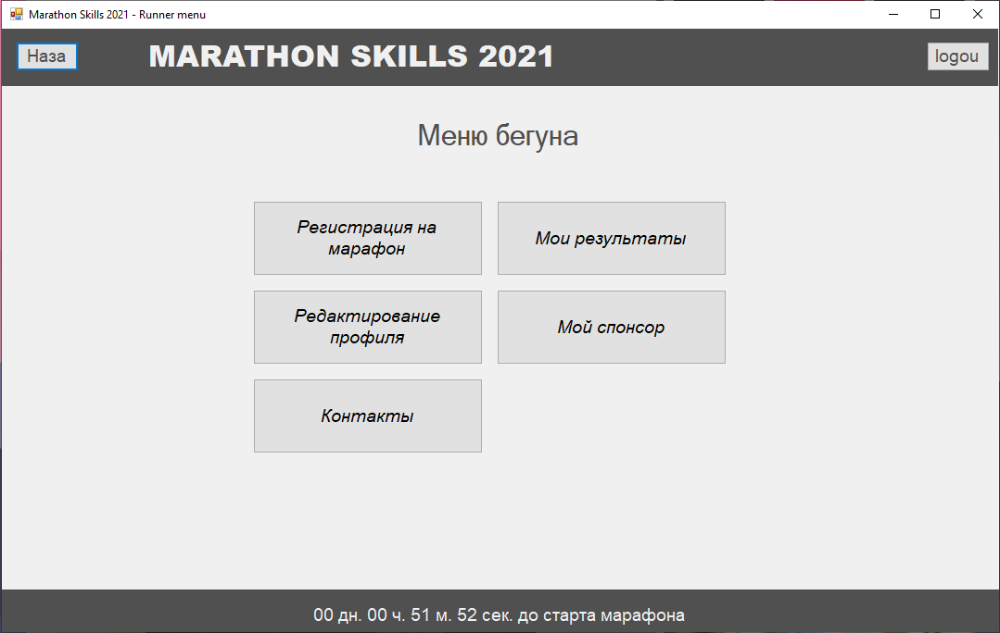 Marathon Skills 2021 - Runner menu
Наза
MARATHON SKILLS 2021
logou
Меню бегуна
Регистрация на
марафон
Мои результаты
Редактирование
профиля
Мой спонсор
Контакты
00 дн. 00 ч. 51 м. 52 сек. до старта марафона